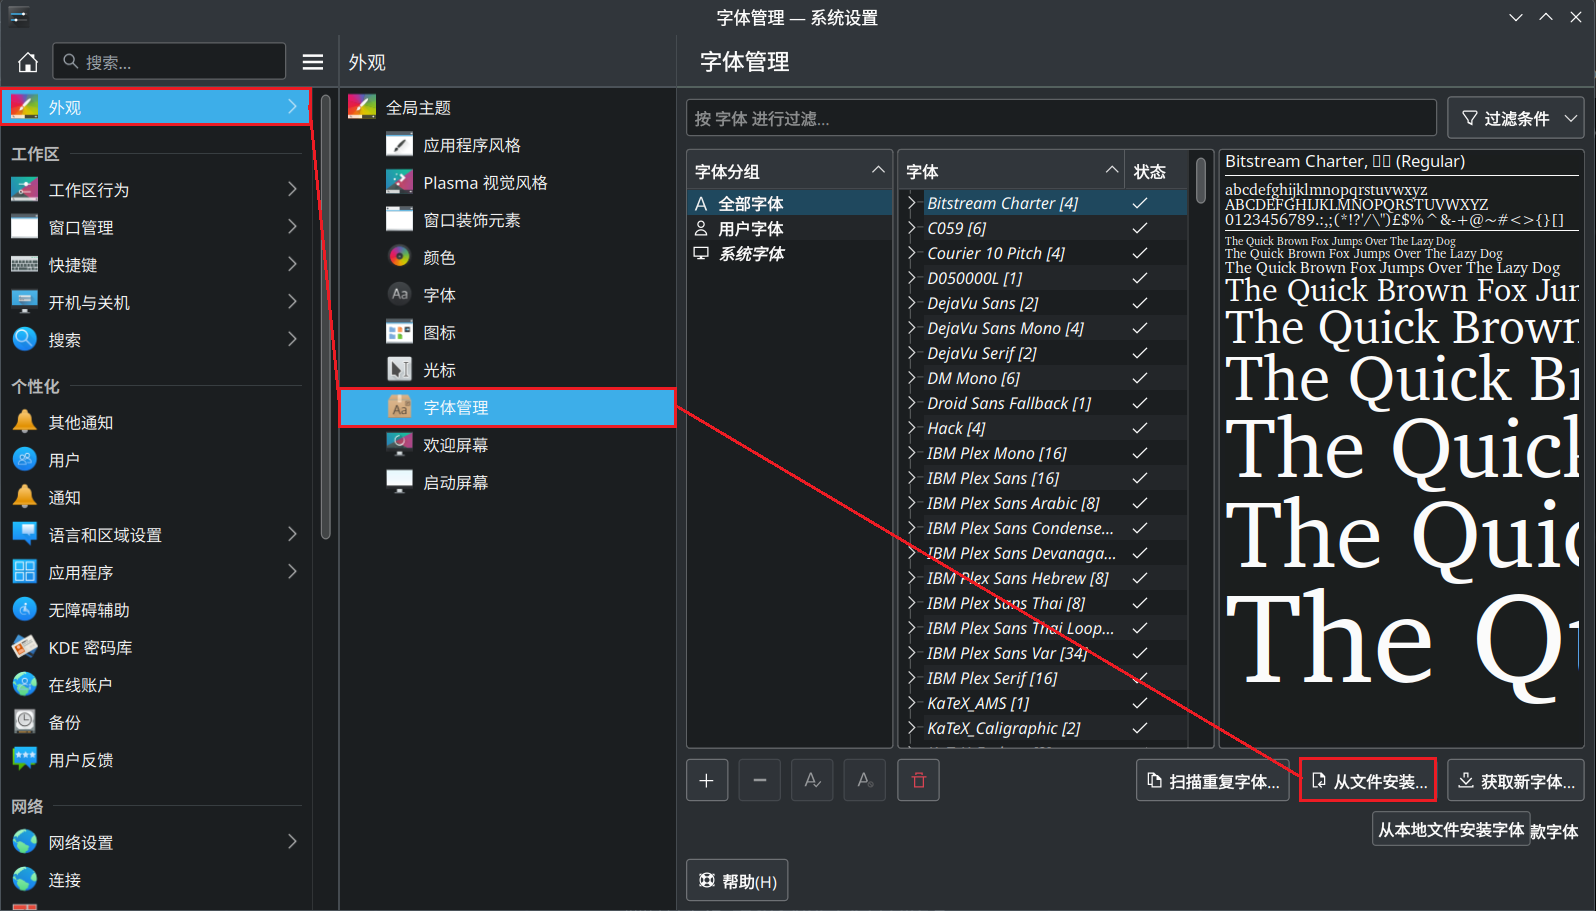 字体管理 — 系统设置
搜索...
外观
工作区
工作区行为
窗口管理
快捷键
开机与关机
搜索
个性化
其他通知
用户
通知
语言和区域设置
应用程序
无障碍辅助
KDE 密码库
在线账户
备份
用户反馈
网络
网络设置
连接
外观
全局主题
应用程序风格
Plasma 视觉风格
窗口装饰元素
颜色
Aa
字体
图标
光标
Aa
字体管理
欢迎屏幕
启动屏幕
字体管理
按 字体 进行过滤...
过滤条件
字体分组
全部字体
用户字体
系统字体
字体
状态
Bitstream Charter [4]
C059 [6]
Courier 10 Pitch [4]
D050000L [1]
DejaVu Sans [2]
DejaVu Sans Mono [4]
DejaVu Serif [2]
DM Mono [6]
Droid Sans Fallback [1]
Hack [4]
IBM Plex Mono [16]
IBM Plex Sans [16]
IBM Plex Sans Arabic [8]
IBM Plex Sans Condense...
IBM Plex Sans Devanaga...
IBM Plex Sans Hebrew [8]
IBM Plex Sans Thai [8]
IBM Plex Sans Thai Loop...
IBM Plex Sans Var [34]
IBM Plex Serif [16]
KaTeX_AMS [1]
KaTeX_Caligraphic [2]
Bitstream Charter, (Regular)
abcdefghijklmnopqrstuvwxyz
ABCDEFGHIJKLMNOPQRSTUVWXYZ
0123456789.:,;(*!?'/\")£$%^&-+@~#<>{}[]
The Quick Brown Fox Jumps Over The Lazy Dog
The Quick Brown Fox Jumps Over The Lazy Dog
The Quick Brown Fox Jumps Over The Lazy Dog
The Quick Brown Fox Jur
The Quick Brown
The Quick Br
The Quick
The Quic
The Q
扫描重复字体...
从文件安装...
获取新字体...
从本地文件安装字体
款字体
帮助(H)